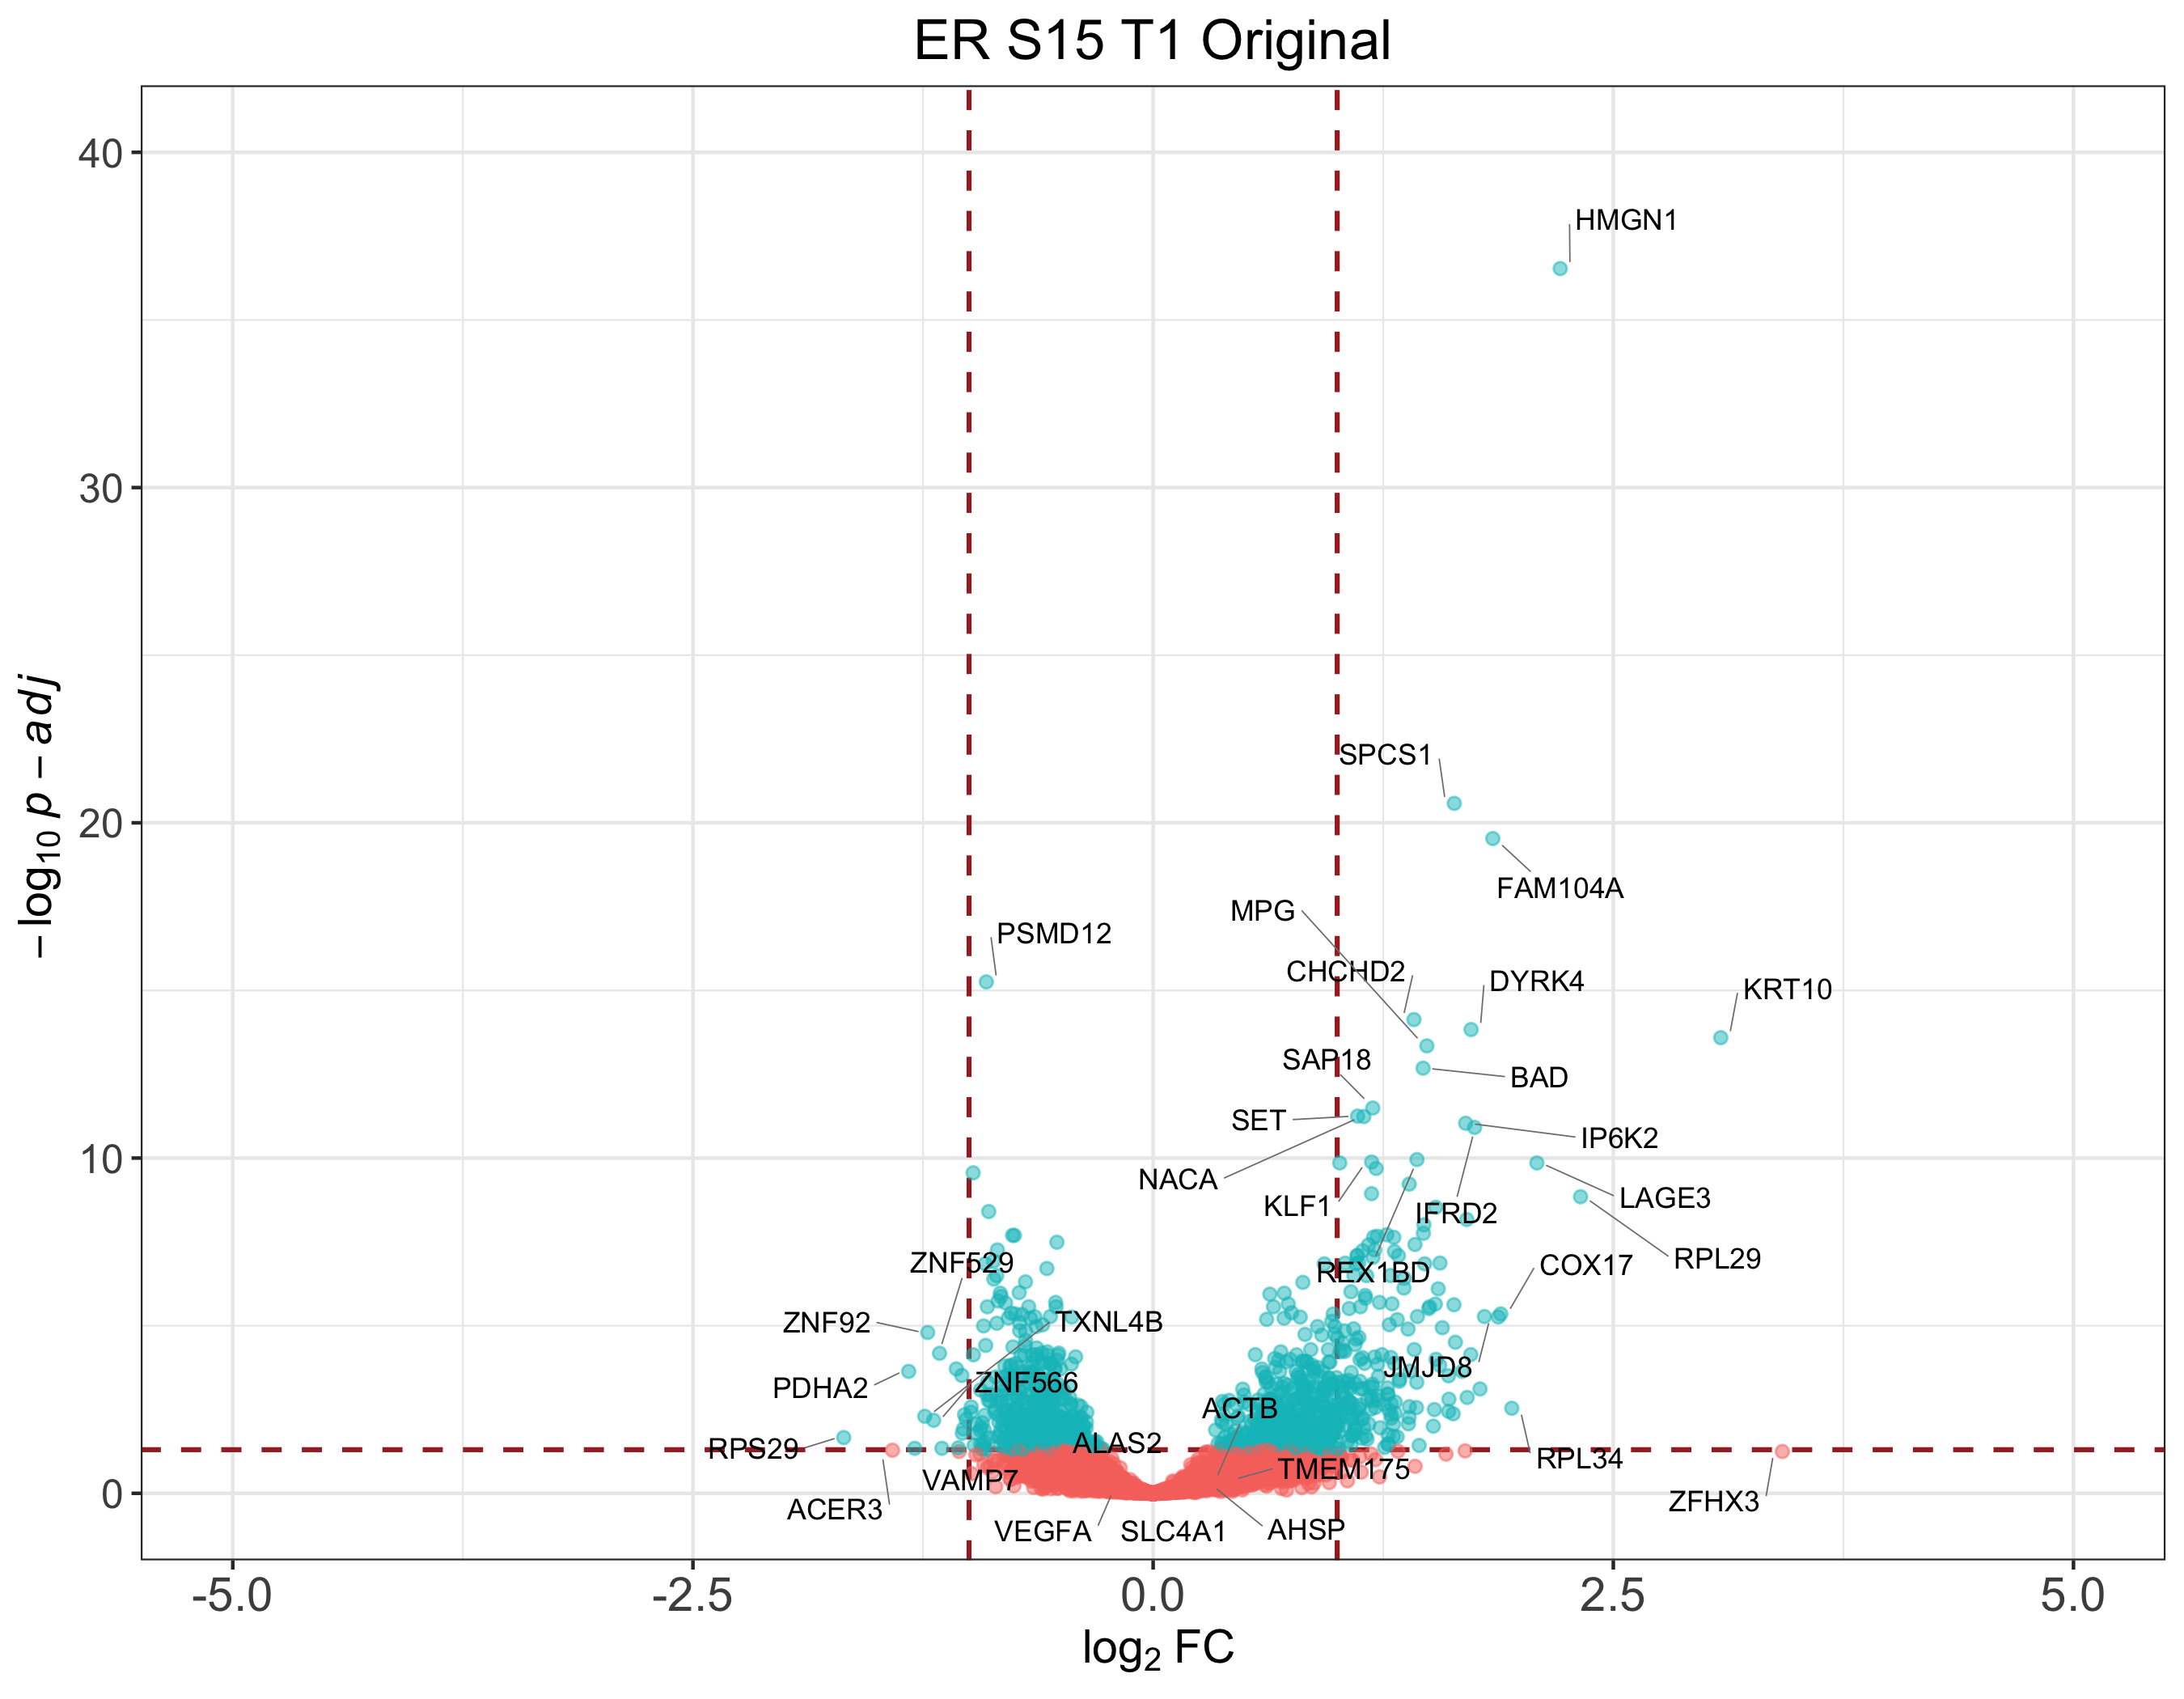 ER S15 T1 Original
40
HMGN1
30
SPCS1
20
FAM104A
MPG
PSMD12
CHCHD2
DYRK4
KRT10
SAP18
BAD
SET
IP6K2
10
NACA
LAGE3
KLF1
IFRD2
RPL29
ZNF529
COX17
REX1BD
ZNF92
TXNL4B
JMJD8
PDHA2
ZNF566
ACTB
ALAS2
RPS29
RPL34
TMEM175
VAMP7
0
ZFHX3
ACER3
VEGFA
SLC4A1
AHSP
-5.0
-2.5
0.0
2.5
5.0
log2 FC
−log10 p − adj